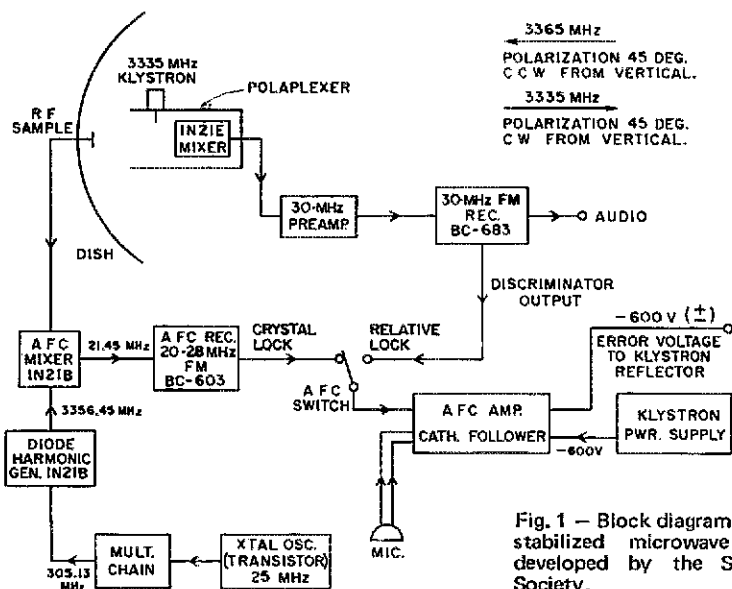 3365 MHz
POLARIZATION 45 DEG.
C C W FROM VERTICAL.
3335 MHz
POLARIZATION 45 DEG.
C W FROM VERTICAL.
3335 MHz
KLYSTRON
POLAPLEXER
R F
SAMPLE
IN21E
MIXER
DISH
30-MHz
PREAMP.
30-MHz FM
REC.
BC-683
AUDIO
DISCRIMINATOR
OUTPUT
A F C
MIXER
IN21B
21.45 MHz
A F C REC.
20-28MHz
FM
BC-603
CRYSTAL
LOCK
RELATIVE
LOCK
A F C
SWITCH
-600 V (±)
ERROR VOLTAGE
TO KLYSTRON
REFLECTOR
A F C AMP.
CATH. FOLLOWER
KLYSTRON
PWR. SUPPLY
-600V
3356.45 MHz
DIODE
HARMONIC
GEN. IN21B
MIC.
305.13
MHz
MULT.
CHAIN
XTAL OSC.
(TRANSISTOR)
25 MHz
Fig. 1 — Block diagram
stabilized microwave
developed by the S
Society.